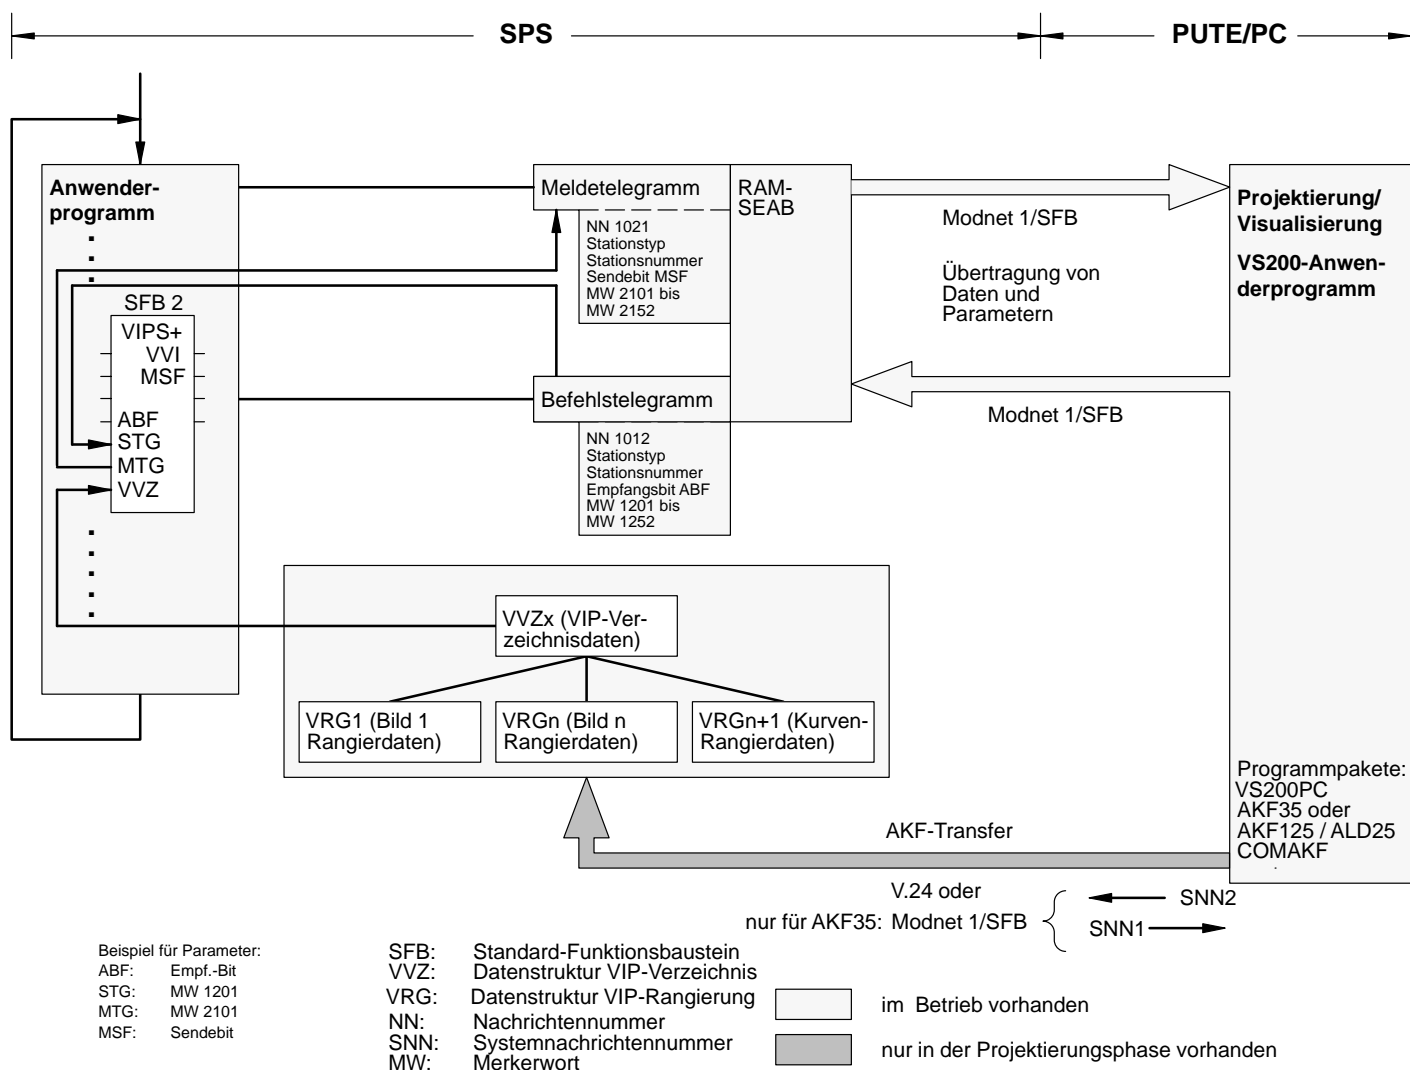 SPS
PUTE/PC
Anwender-
programm
SFB 2
VIPS+
VVI
MSF
ABF
STG
MTG
VVZ
Meldetelegramm
NN 1021
Stationstyp
Stationsnummer
Sendebit MSF
MW 2101 bis
MW 2152
RAM-
SEAB
Befehlstelegramm
NN 1012
Stationstyp
Stationsnummer
Empfangsbit ABF
MW 1201 bis
MW 1252
Modnet 1/SFB
Übertragung von
Daten und
Parametern
Modnet 1/SFB
Projektierung/
Visualisierung
VS200-Anwen-
derprogramm
Programmpakete:
VS200PC
AKF35 oder
AKF125 / ALD25
COMAKF
VVZx (VIP-Ver-
zeichnisdaten)
VRG1 (Bild 1
Rangierdaten)
VRGn (Bild n
Rangierdaten)
VRGn+1 (Kurven-
Rangierdaten)
AKF-Transfer
V.24 oder
nur für AKF35: Modnet 1/SFB
SNN2
SNN1
Beispiel für Parameter:
ABF: Empf.-Bit
STG: MW 1201
MTG: MW 2101
MSF: Sendebit
SFB: Standard-Funktionsbaustein
VVZ: Datenstruktur VIP-Verzeichnis
VRG: Datenstruktur VIP-Rangierung
NN: Nachrichtennummer
SNN: Systemnachrichtennummer
MW: Merkerwort
im Betrieb vorhanden
nur in der Projektierungsphase vorhanden